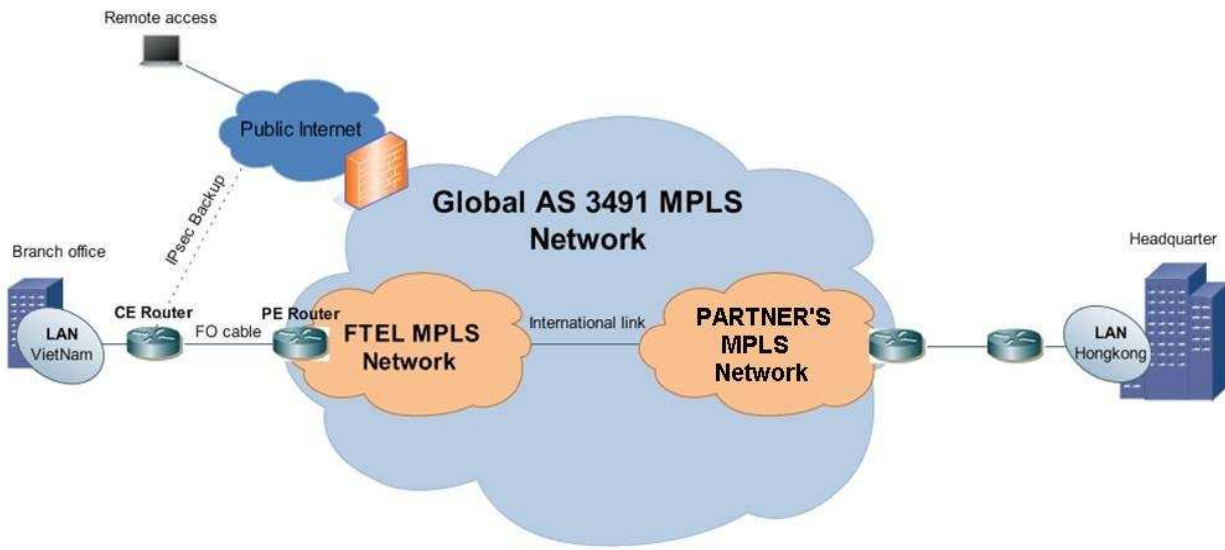 Remote access
Public Internet
Global AS 3491 MPLS
Network
IPsec Backup
Branch office
Headquarter
CE Router
PE Router
LAN
VietNam
FO cable
FTEL MPLS
Network
International link
PARTNER'S
MPLS
Network
LAN
Hongkong